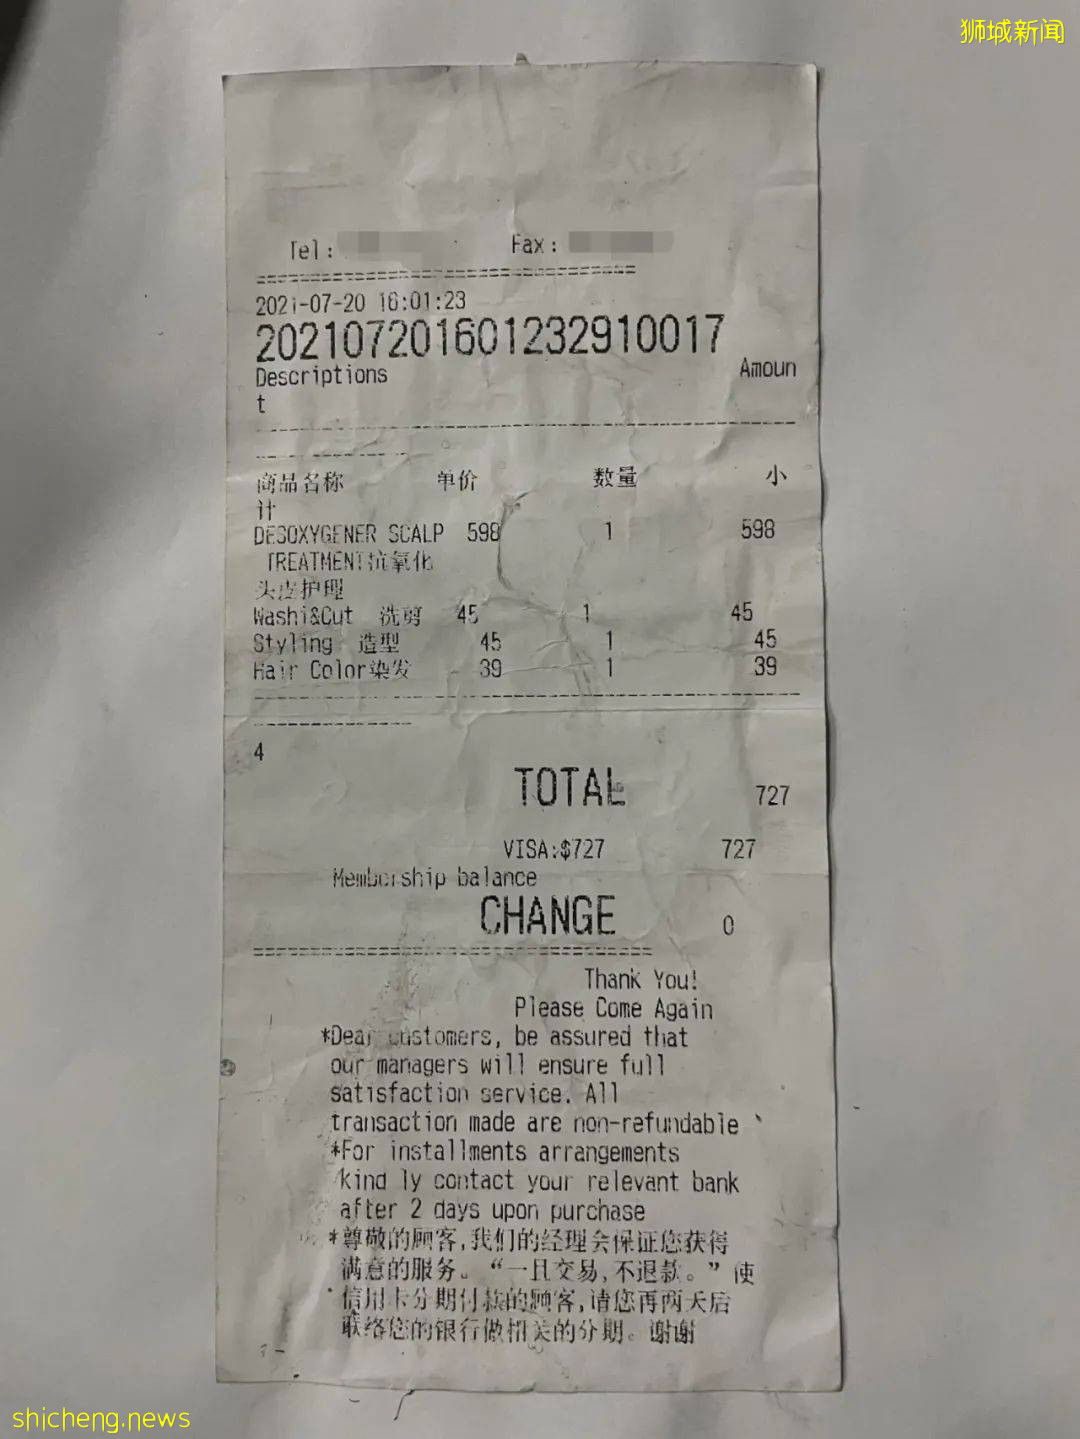 狮城新闻
Tel: Fax:
==================================
2021-07-20 16:01:23
202107201601232910017
Descriptions Amoun
t
商品名称 单价 数量 小
计
DESOXYGENER SCALP 598 1 598
TREATMENT抗氧化
头皮护理
Washi&Cut 洗剪 45 1 45
Styling 造型 45 1 45
Hair Color染发 39 1 39
4
TOTAL 727
VISA:$727 727
Membership balance
CHANGE 0
==================================
Thank You!
Please Come Again
*Dear customers, be assured that
our managers will ensure full
satisfaction service. All
transaction made are non-refundable
*For installments arrangements
kind ly contact your relevant bank
after 2 days upon purchase
*尊敬的顾客,我们的经理会保证您获得
满意的服务。“一旦交易,不退款。”使
信用卡分期付款的顾客,请您再两天后
联络您的银行做相关的分期。谢谢
shicheng.news